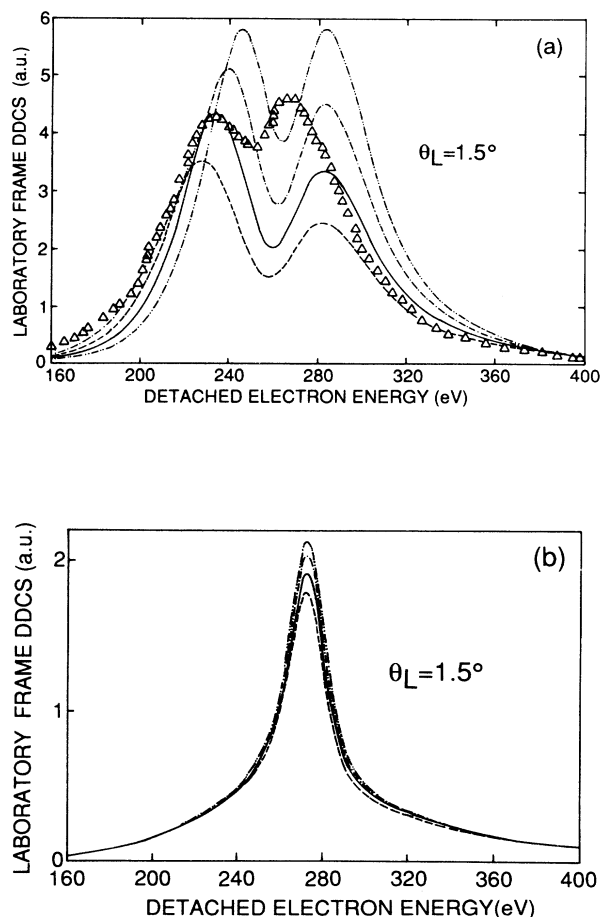 (a)
θL=1.5°
LABORATORY FRAME DDCS (a.u.)
6
5
4
3
2
1
0
160 200 240 280 320 360 400
DETACHED ELECTRON ENERGY (eV)
(b)
θL=1.5°
LABORATORY FRAME DDCS (a.u.)
2
1
0
160 200 240 280 320 360 400
DETACHED ELECTRON ENERGY(eV)